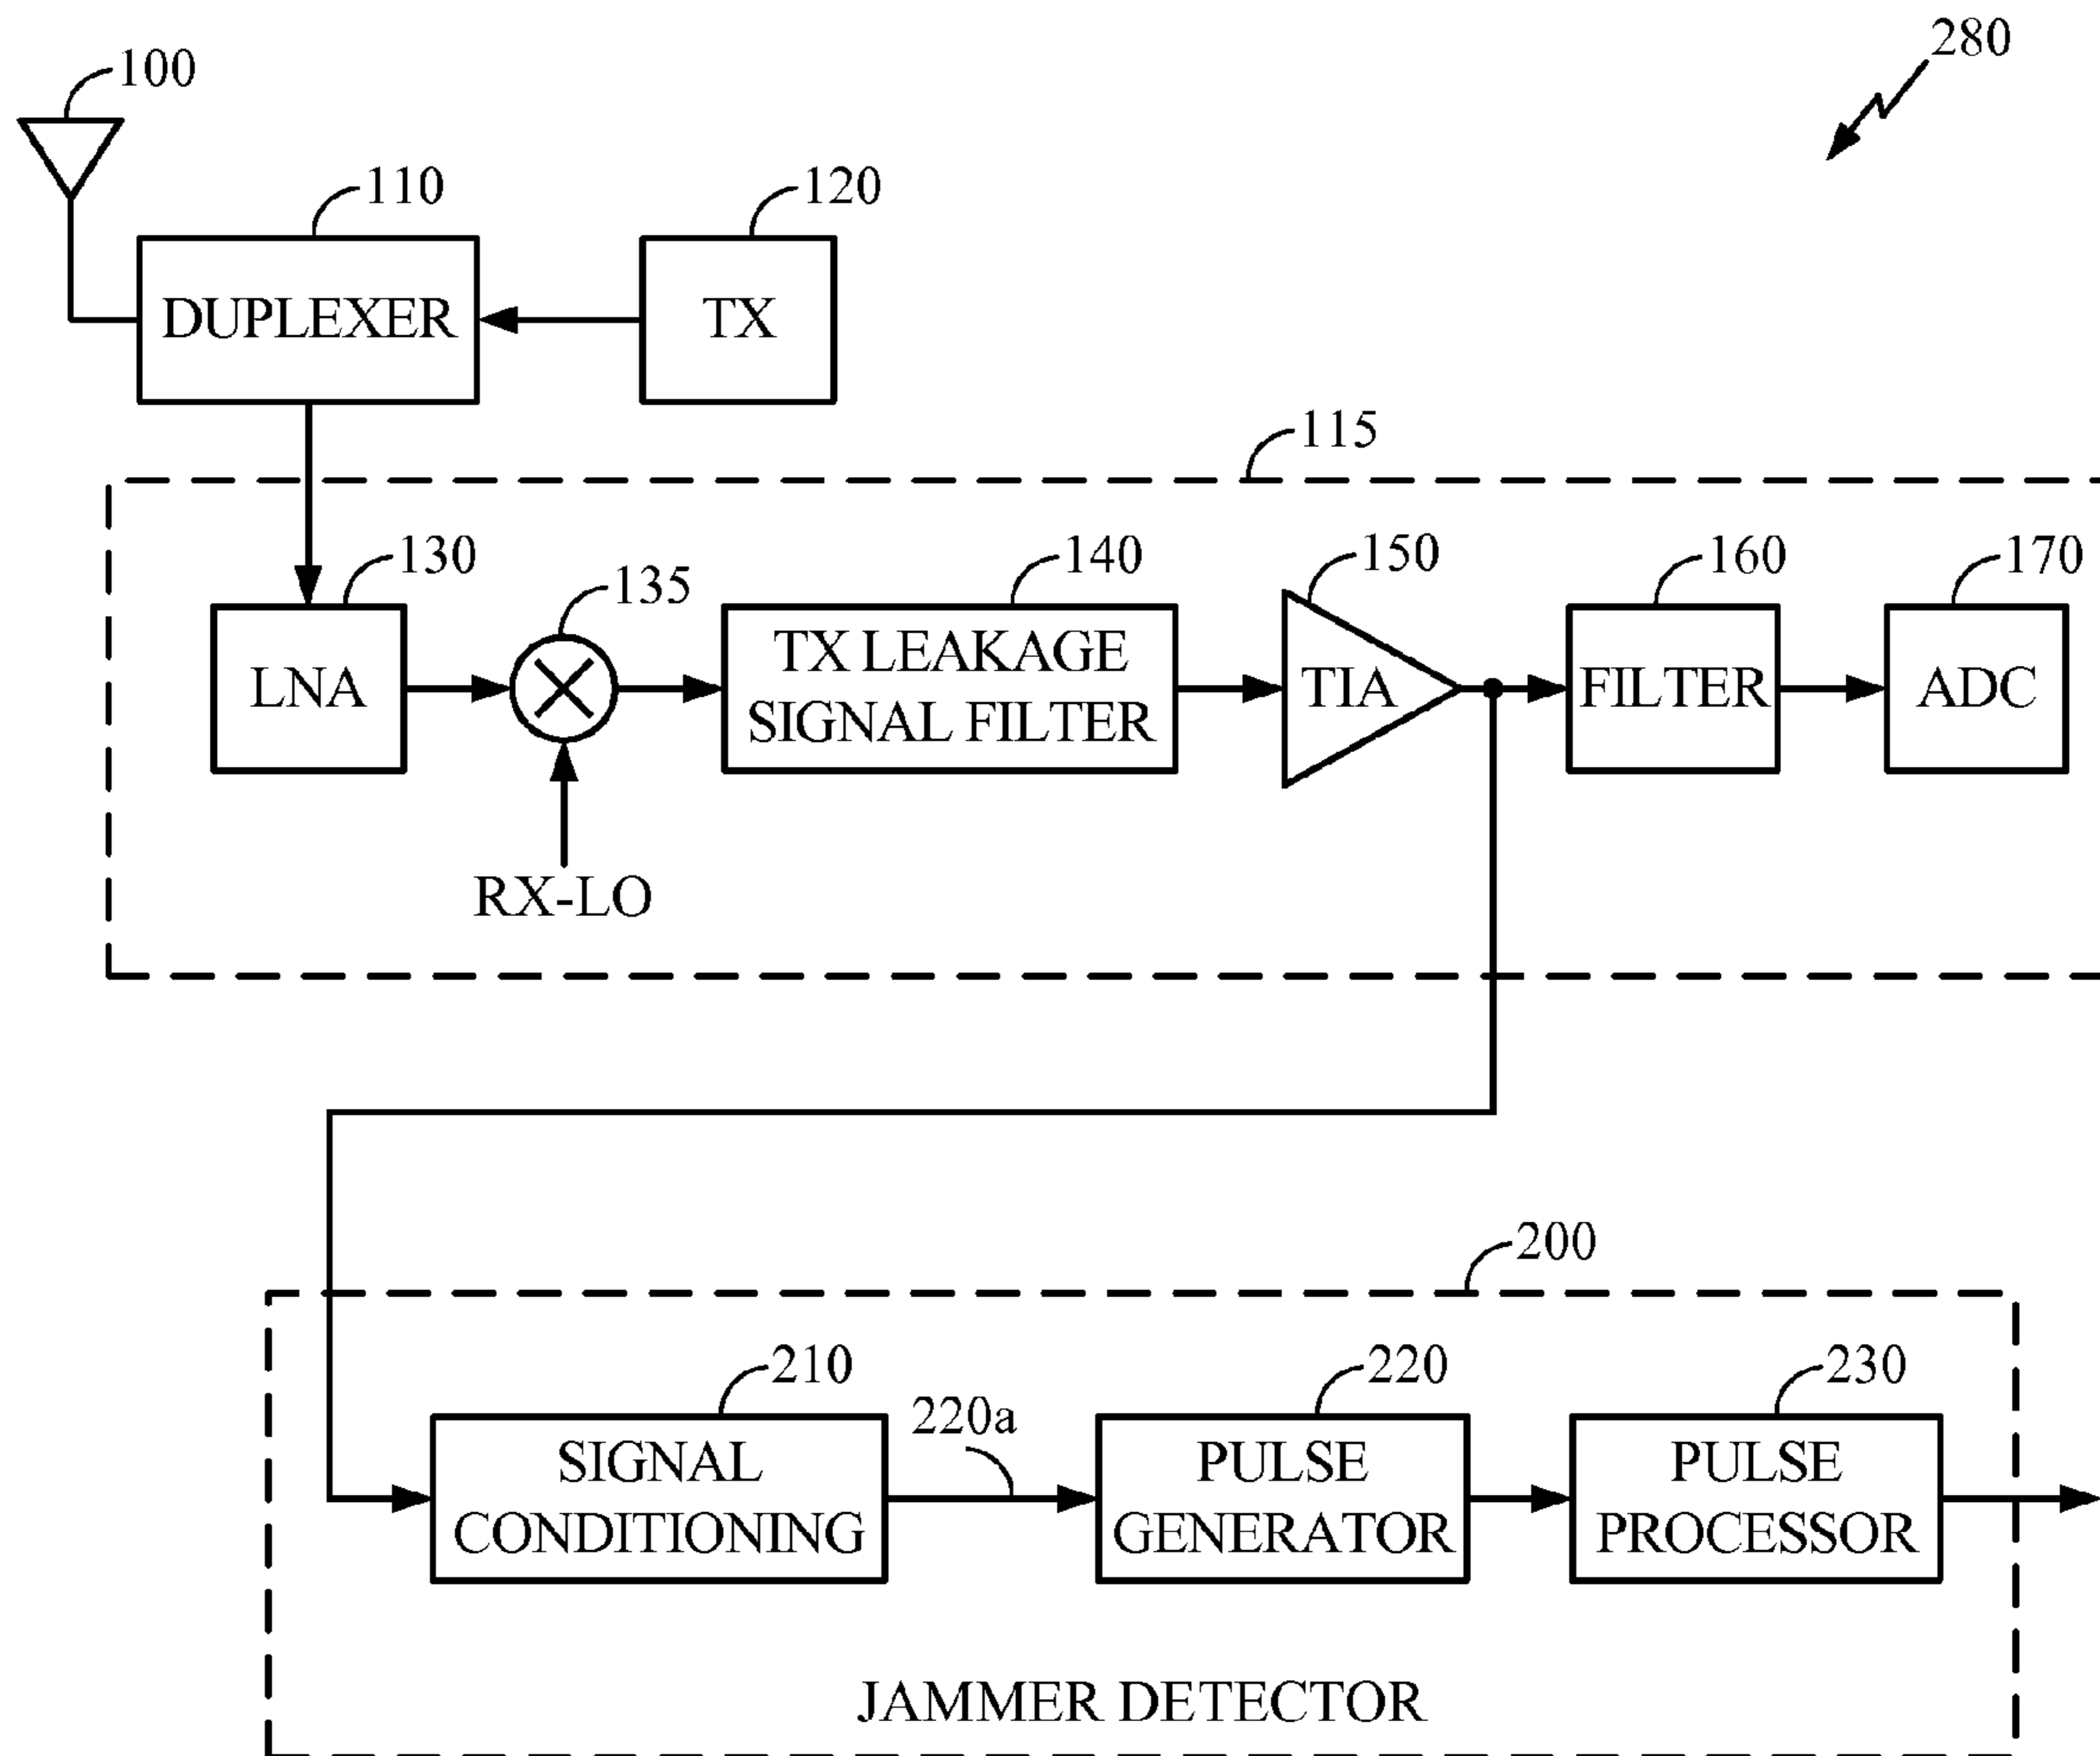 280
100
110
120
DUPLEXER
TX
115
130
135
140
150
160
170
LNA
TX LEAKAGE
SIGNAL FILTER
TIA
FILTER
ADC
RX-LO
200
210
220a
220
230
SIGNAL
CONDITIONING
PULSE
GENERATOR
PULSE
PROCESSOR
JAMMER DETECTOR